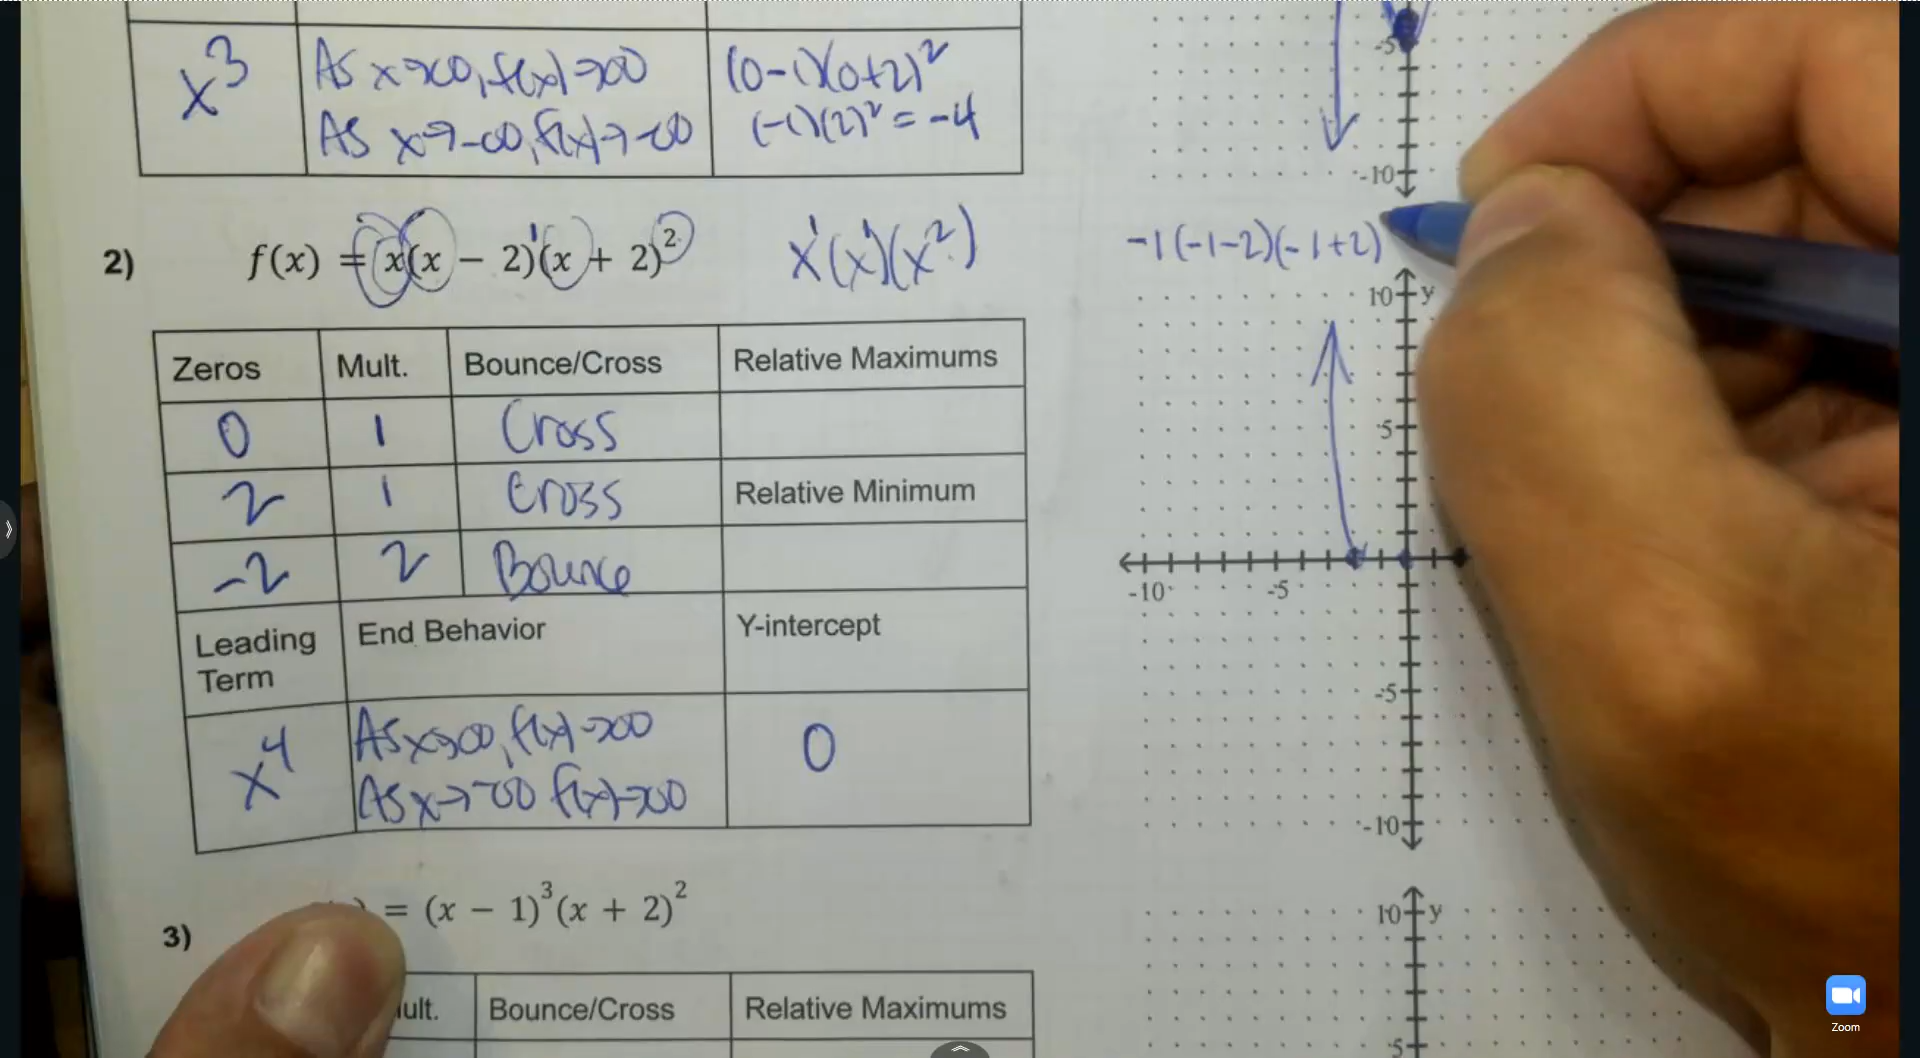 x³
As x→∞, f(x)→∞
As x→-∞, f(x)→-∞
(0-1)(0+2)²
(-1)(2)² = -4
-5
-10
2) f(x) = x(x − 2)¹(x + 2)²
x¹(x¹)(x²)
-1(-1-2)(-1+2)
Zeros Mult. Bounce/Cross Relative Maximums
0 1 Cross
2 1 Cross Relative Minimum
-2 2 Bounce
Leading Term End Behavior Y-intercept
x⁴
As x→∞, f(x)→∞
As x→-∞ f(x)→∞
0
10 y
5
-10 -5
-5
-10
3) = (x − 1)³(x + 2)²
ult. Bounce/Cross Relative Maximums
10 y
5
Zoom